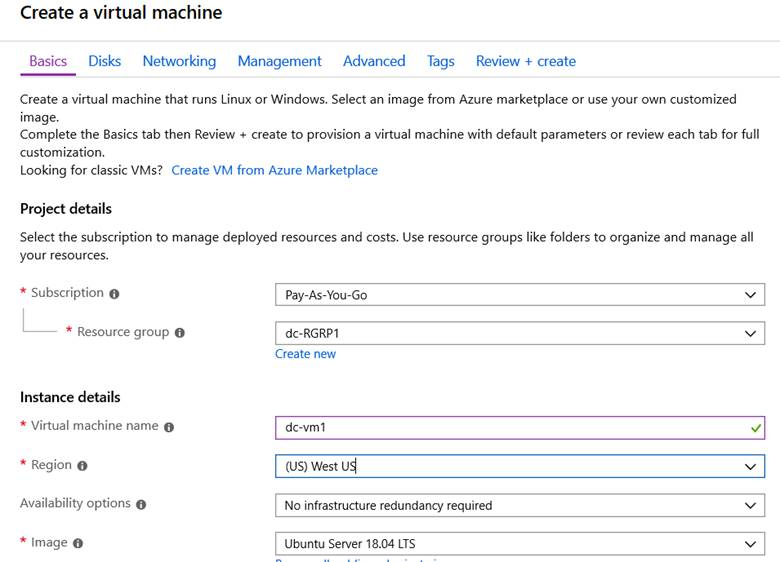 Create a virtual machine
Basics Disks Networking Management Advanced Tags Review + create
Create a virtual machine that runs Linux or Windows. Select an image from Azure marketplace or use your own customized
image.
Complete the Basics tab then Review + create to provision a virtual machine with default parameters or review each tab for full
customization.
Looking for classic VMs? Create VM from Azure Marketplace
Project details
Select the subscription to manage deployed resources and costs. Use resource groups like folders to organize and manage all
your resources.
* Subscription Pay-As-You-Go
* Resource group dc-RGRP1
Create new
Instance details
* Virtual machine name dc-vm1
* Region (US) West US
Availability options No infrastructure redundancy required
* Image Ubuntu Server 18.04 LTS